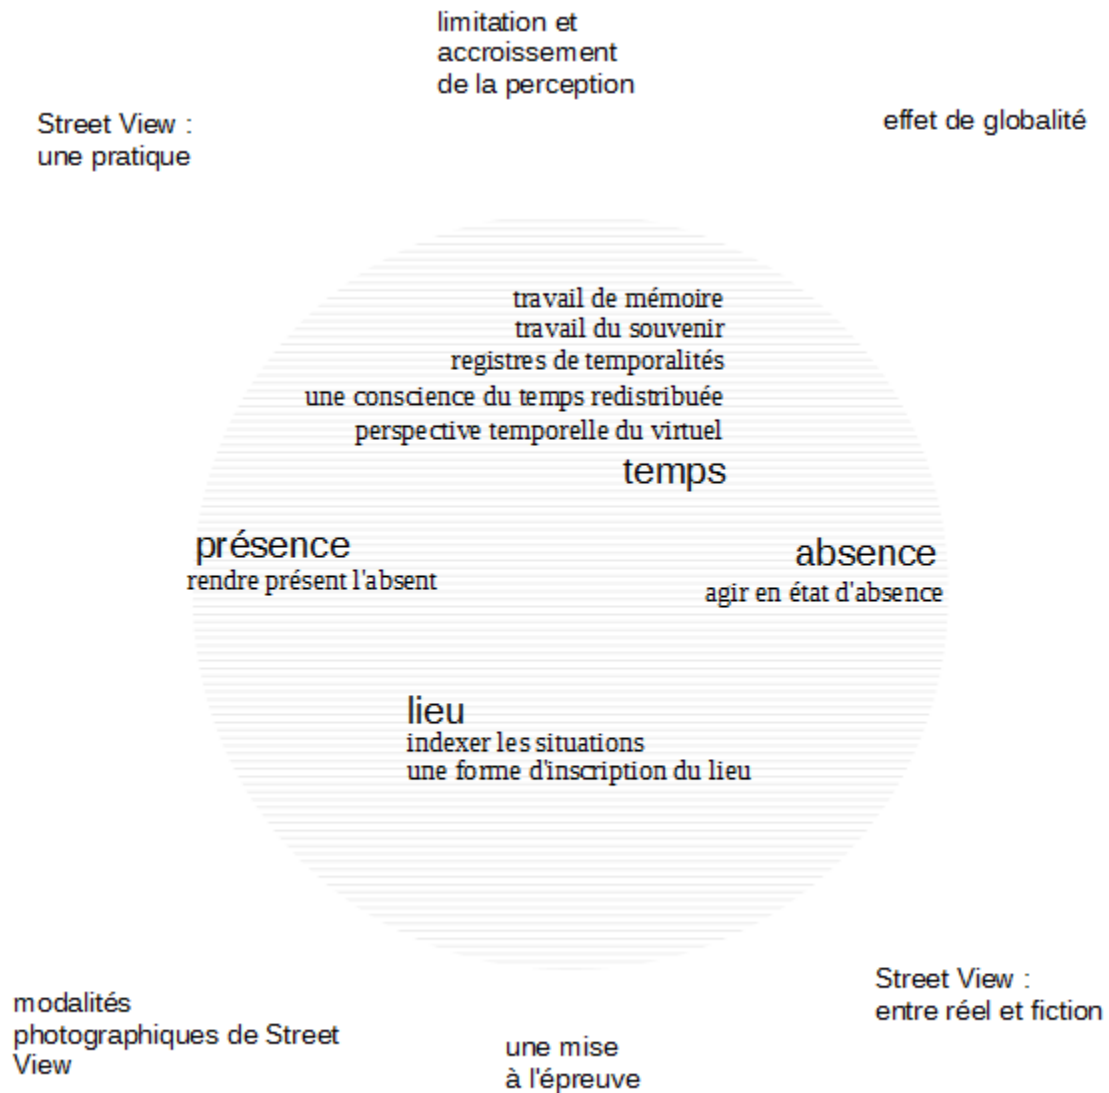 limitation et
accroissement
de la perception
Street View :
une pratique
effet de globalité
travail de mémoire
travail du souvenir
registres de temporalités
une conscience du temps redistribuée
perspective temporelle du virtuel
temps
présence
rendre présent l'absent
absence
agir en état d'absence
lieu
indexer les situations
une forme d'inscription du lieu
modalités
photographiques de Street
View
une mise
à l'épreuve
Street View :
entre réel et fiction